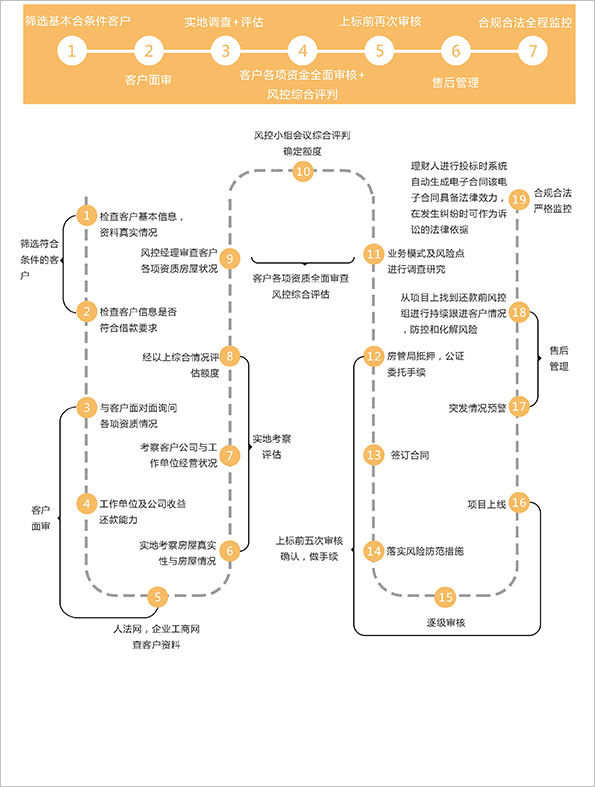 筛选基本合条件客户
实地调查+评估
上标前再次审核
合规合法全程监控
1
2
3
4
5
6
7
客户面审
客户各项资金全面审核+
风控综合评判
售后管理
风控小组会议综合评判
确定额度
10
1
检查客户基本信息，
资料真实情况
筛选符合
条件的客
户
2
检查客户信息是否
符合借款要求
3
与客户面对面询问
各项资质情况
客户
面审
4
工作单位及公司收益
还款能力
5
人法网，企业工商网
查客户资料
风控经理审查客户
各项资质房屋状况
9
经以上综合情况评
估额度
8
考察客户公司与工
作单位经营状况
7
实地考察房屋真实
性与房屋情况
6
实地考察
评估
客户各项资质全面审查
风控综合评估
11
业务模式及风险点
进行调查研究
12
房管局抵押，公证
委托手续
13
签订合同
14
落实风险防范措施
上标前五次审核
确认，做手续
15
逐级审核
16
项目上线
17
突发情况预警
18
从项目上找到还款前风控
组进行持续跟进客户情况
，防控和化解风险
售后
管理
理财人进行投标时系统
自动生成电子合同该电
子合同具备法律效力，
在发生纠纷时可作为诉
讼的法律依据
19
合规合法
严格监控